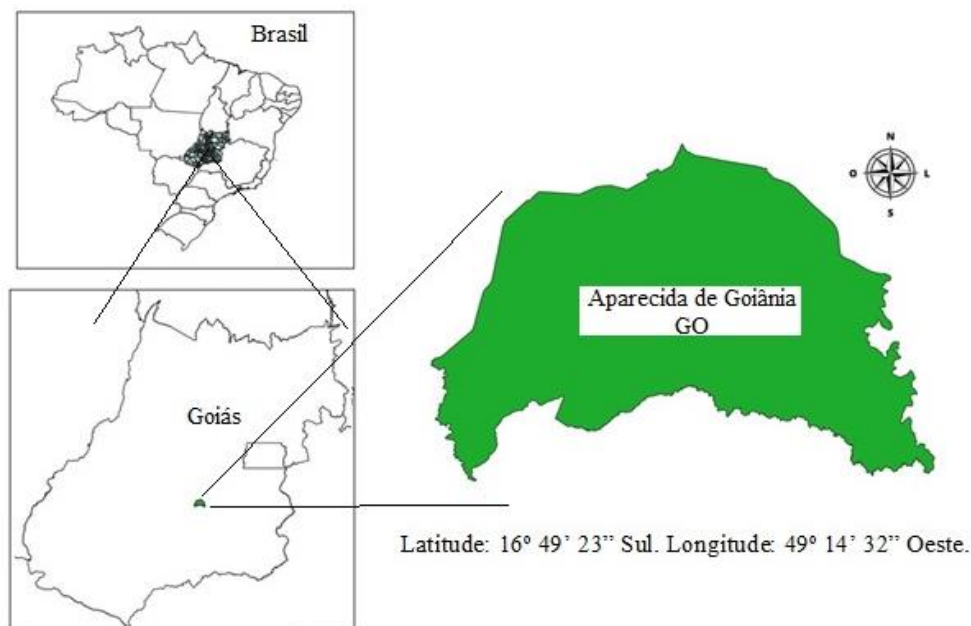 Brasil
N
O
L
S
Aparecida de Goiânia
GO
Goiás
Latitude: 16º 49’ 23” Sul. Longitude: 49º 14’ 32” Oeste.